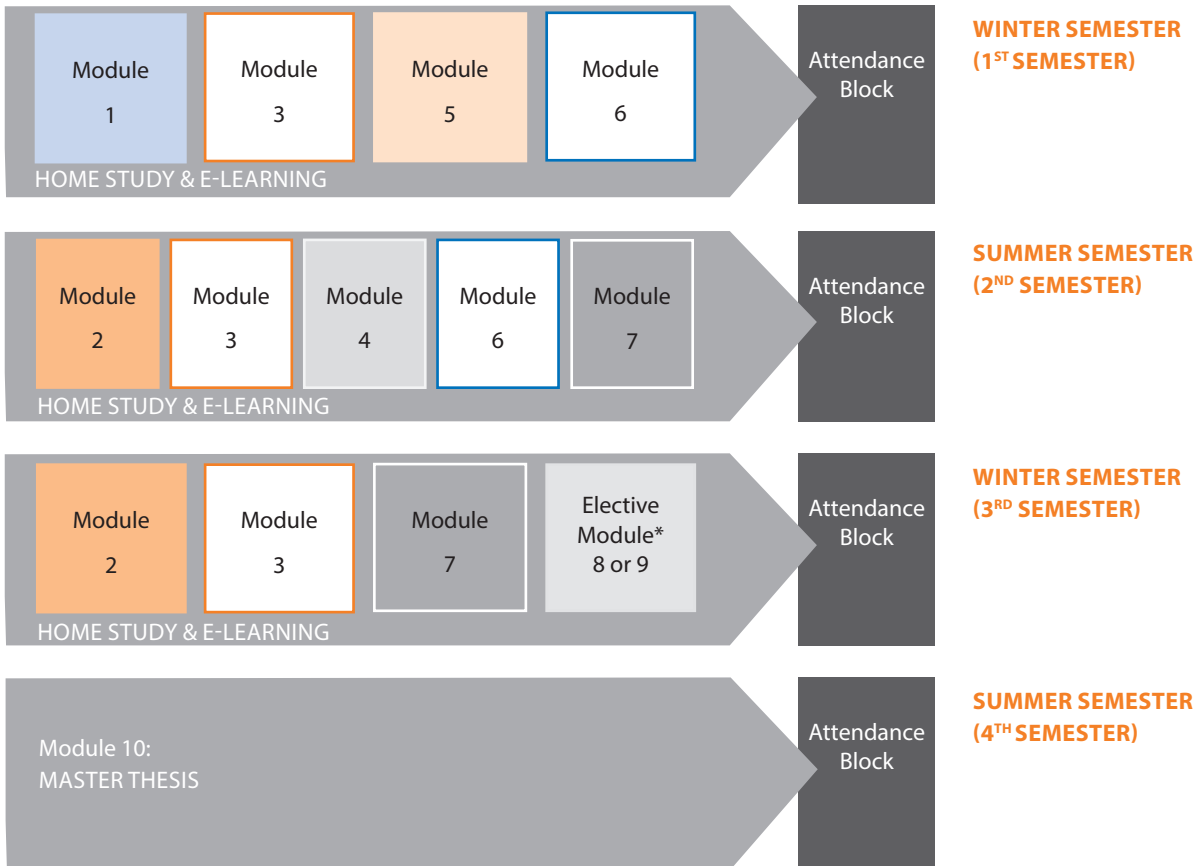 Module
1
Module
3
Module
5
Module
6
HOME STUDY & E-LEARNING
Attendance
Block
WINTER SEMESTER
(1ST SEMESTER)
Module
2
Module
3
Module
4
Module
6
Module
7
HOME STUDY & E-LEARNING
Attendance
Block
SUMMER SEMESTER
(2ND SEMESTER)
Module
2
Module
3
Module
7
Elective
Module*
8 or 9
HOME STUDY & E-LEARNING
Attendance
Block
WINTER SEMESTER
(3RD SEMESTER)
Module 10:
MASTER THESIS
Attendance
Block
SUMMER SEMESTER
(4TH SEMESTER)